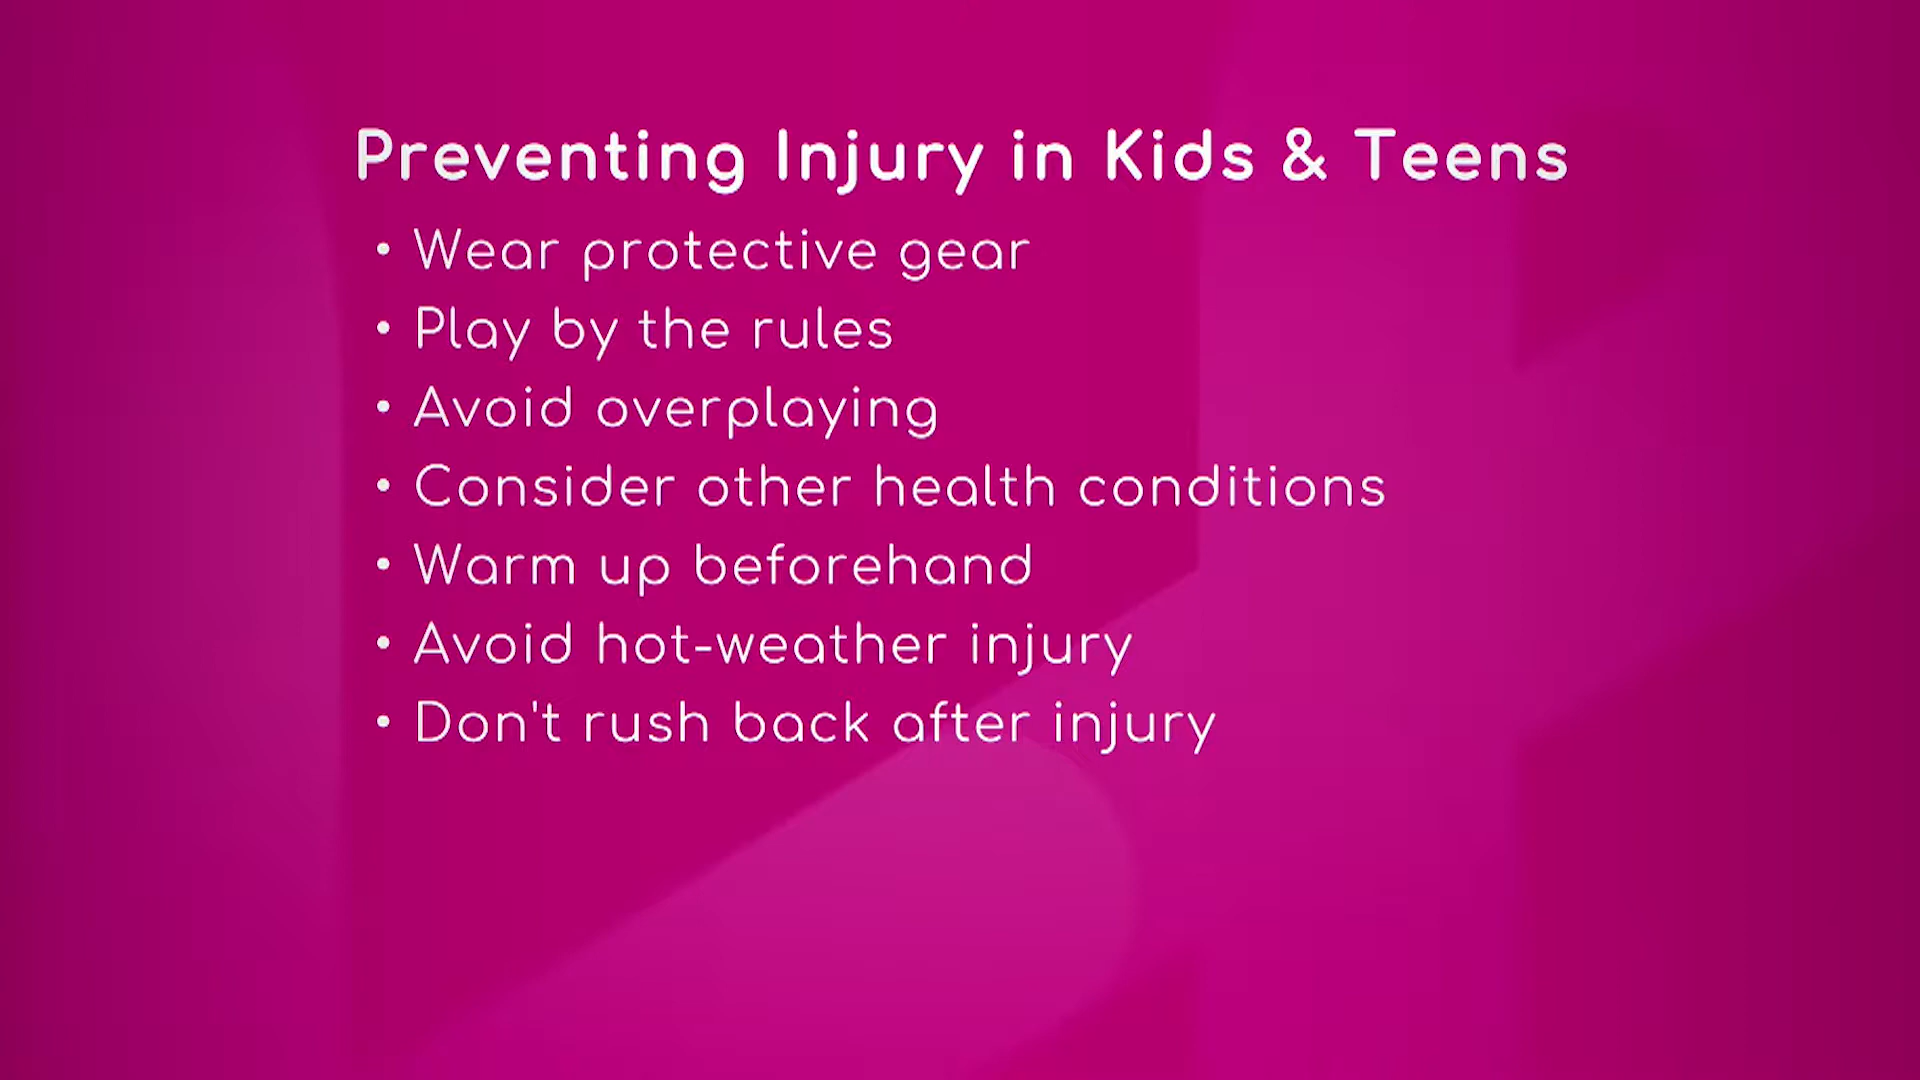 Preventing Injury in Kids & Teens
• Wear protective gear
• Play by the rules
• Avoid overplaying
• Consider other health conditions
• Warm up beforehand
• Avoid hot-weather injury
• Don't rush back after injury